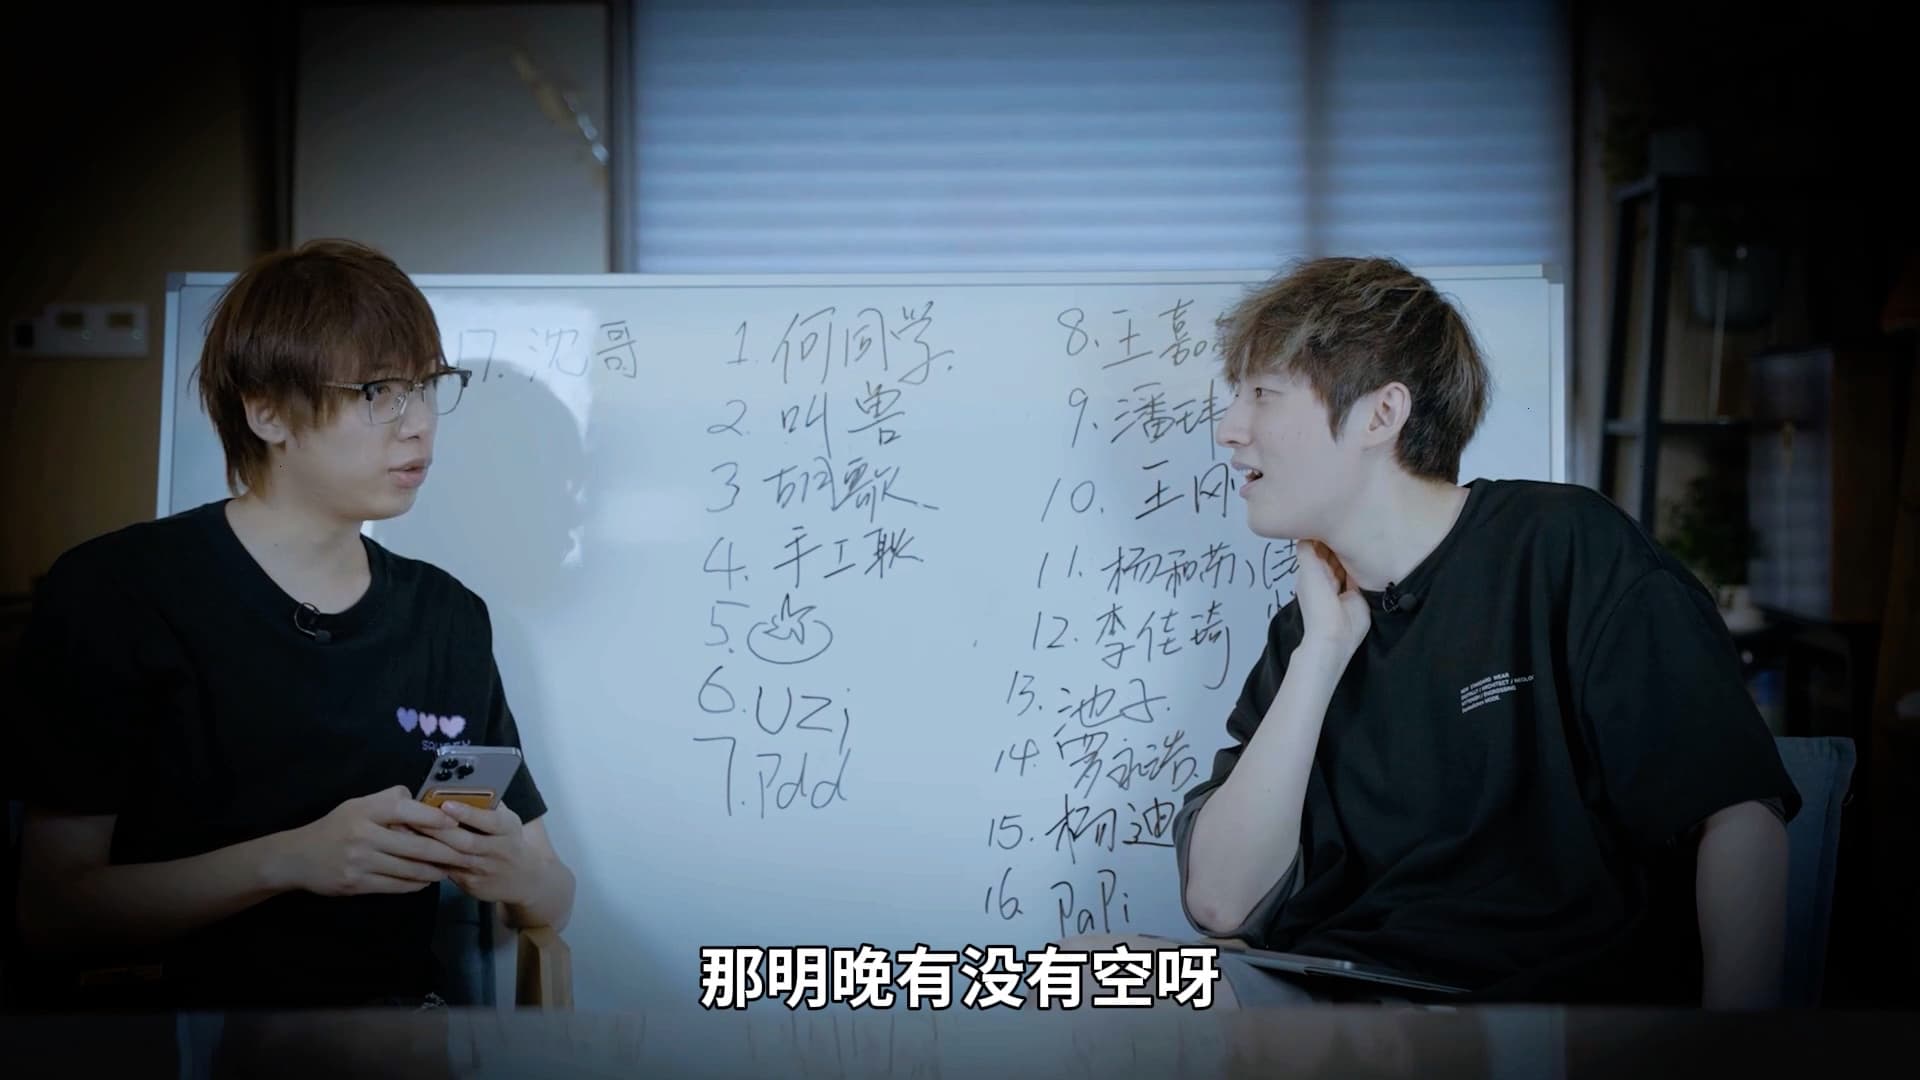 17. 沈哥
1. 何同学.
2. 叫兽
3 胡歌
4. 手工耿
5.
6. Uzi
7. Pdd
8. 王嘉
9. 潘玮
10. 王刚
11. 杨和苏、
12. 李佳琦
13. 池子.
14. 罗永浩.
15. 杨迪
16. PaPi
那明晚有没有空呀